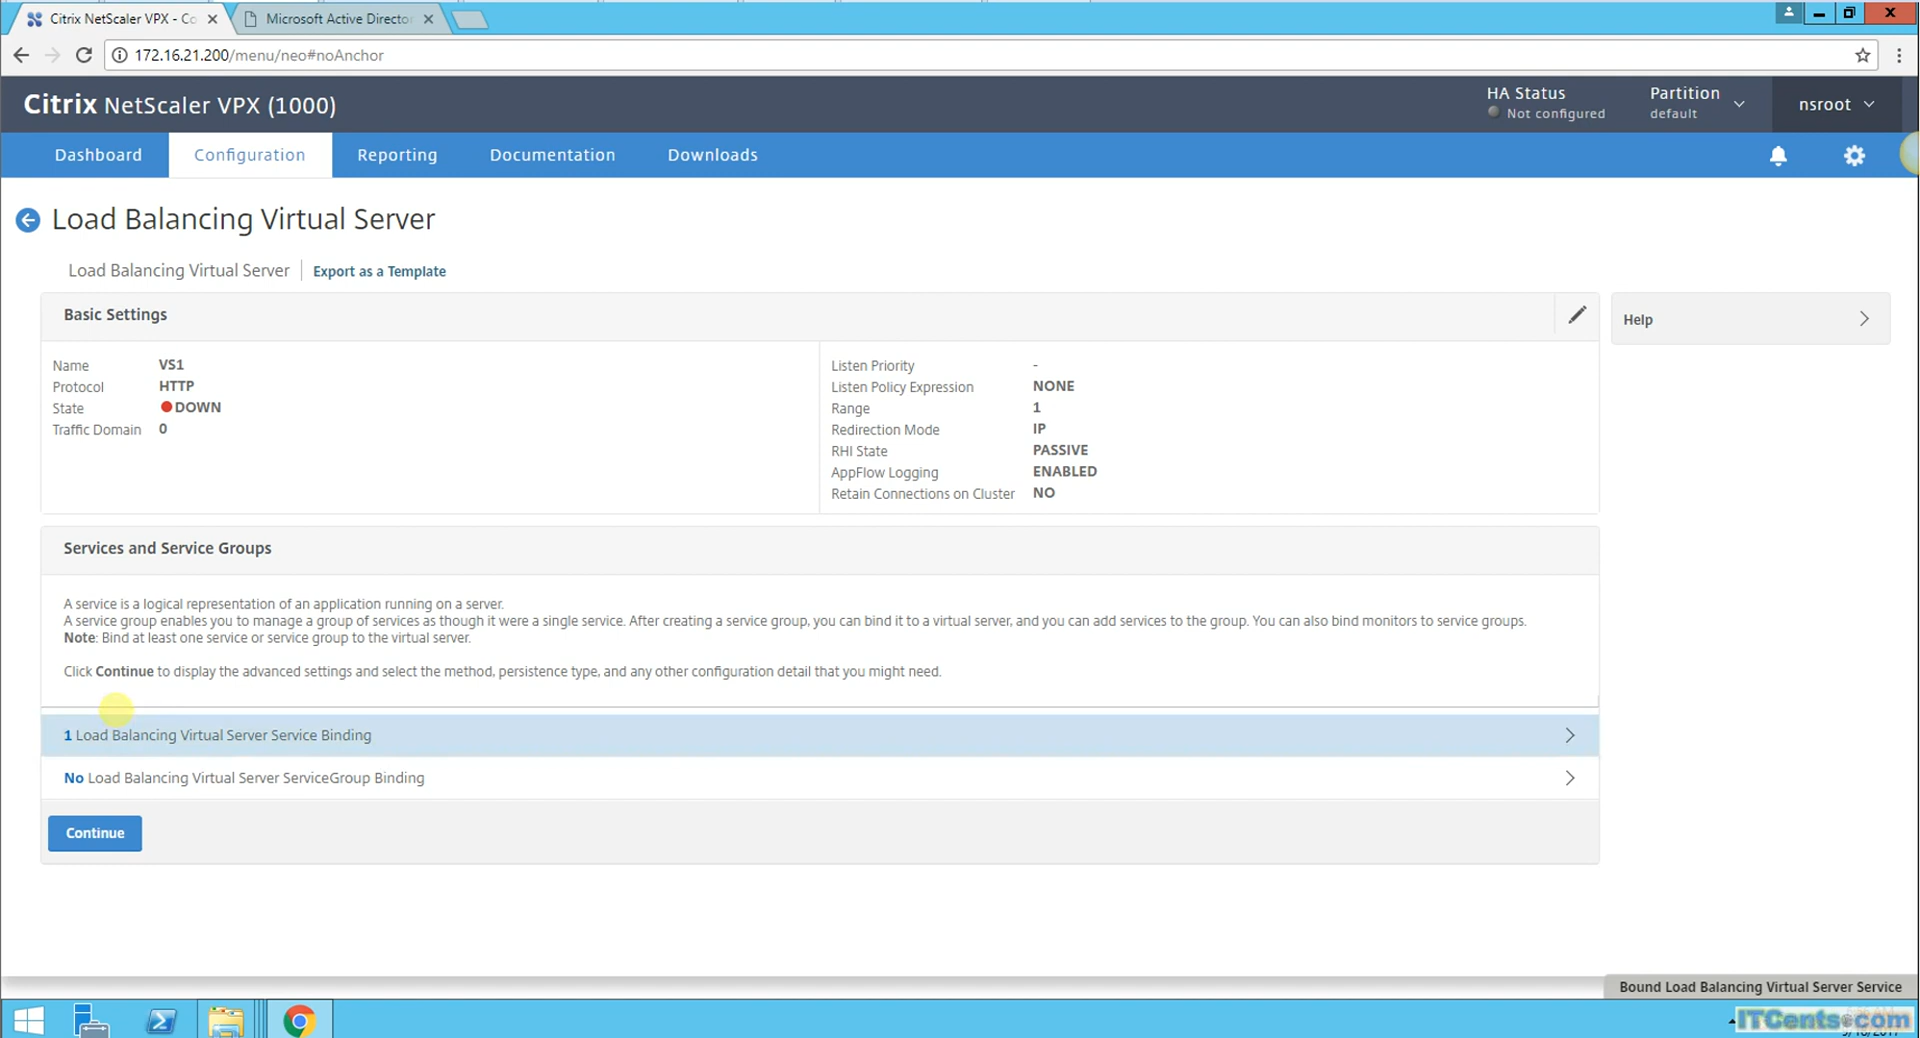 Citrix NetScaler VPX - Co
Microsoft Active Director
172.16.21.200/menu/neo#noAnchor
Citrix NetScaler VPX (1000)
HA Status
Not configured
Partition
default
nsroot
Dashboard
Configuration
Reporting
Documentation
Downloads
Load Balancing Virtual Server
Load Balancing Virtual Server
Export as a Template
Basic Settings
Help
Name VS1
Protocol HTTP
State DOWN
Traffic Domain 0
Listen Priority -
Listen Policy Expression NONE
Range 1
Redirection Mode IP
RHI State PASSIVE
AppFlow Logging ENABLED
Retain Connections on Cluster NO
Services and Service Groups
A service is a logical representation of an application running on a server.
A service group enables you to manage a group of services as though it were a single service. After creating a service group, you can bind it to a virtual server, and you can add services to the group. You can also bind monitors to service groups.
Note: Bind at least one service or service group to the virtual server.
Click Continue to display the advanced settings and select the method, persistence type, and any other configuration detail that you might need.
1 Load Balancing Virtual Server Service Binding
No Load Balancing Virtual Server ServiceGroup Binding
Continue
Bound Load Balancing Virtual Server Service
ITCents.com